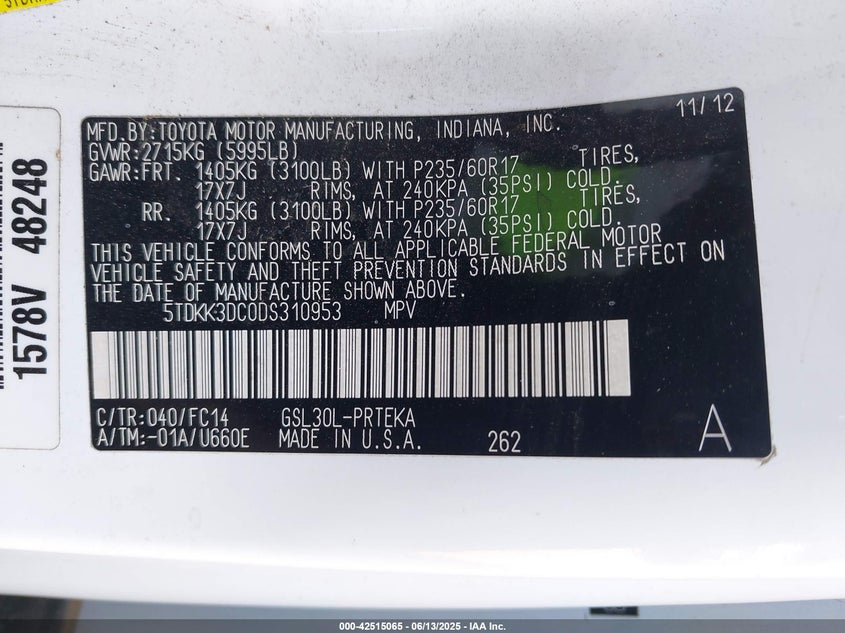 11/12
MFD.BY:TOYOTA MOTOR MANUFACTURING, INDIANA, INC.
GVWR:2715KG (5995LB)
GAWR:FRT. 1405KG (3100LB) WITH P235/60R17 TIRES,
17X7J RIMS, AT 240KPA (35PSI) COLD.
RR. 1405KG (3100LB) WITH P235/60R17 TIRES,
17X7J RIMS, AT 240KPA (35PSI) COLD.
THIS VEHICLE CONFORMS TO ALL APPLICABLE FEDERAL MOTOR
VEHICLE SAFETY AND THEFT PREVENTION STANDARDS IN EFFECT ON
THE DATE OF MANUFACTURE SHOWN ABOVE.
5TDKK3DC0DS310953 MPV
C/TR:040/FC14 GSL30L-PRTEKA
A/TM:-01A/U660E MADE IN U.S.A. 262 A
1578V 48248
000-42515065 - 06/13/2025 - IAA Inc.